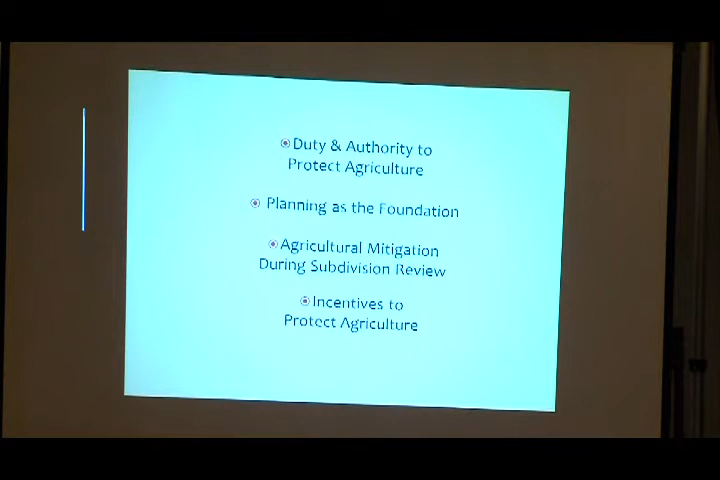 Duty & Authority to
Protect Agriculture
Planning as the Foundation
Agricultural Mitigation
During Subdivision Review
Incentives to
Protect Agriculture